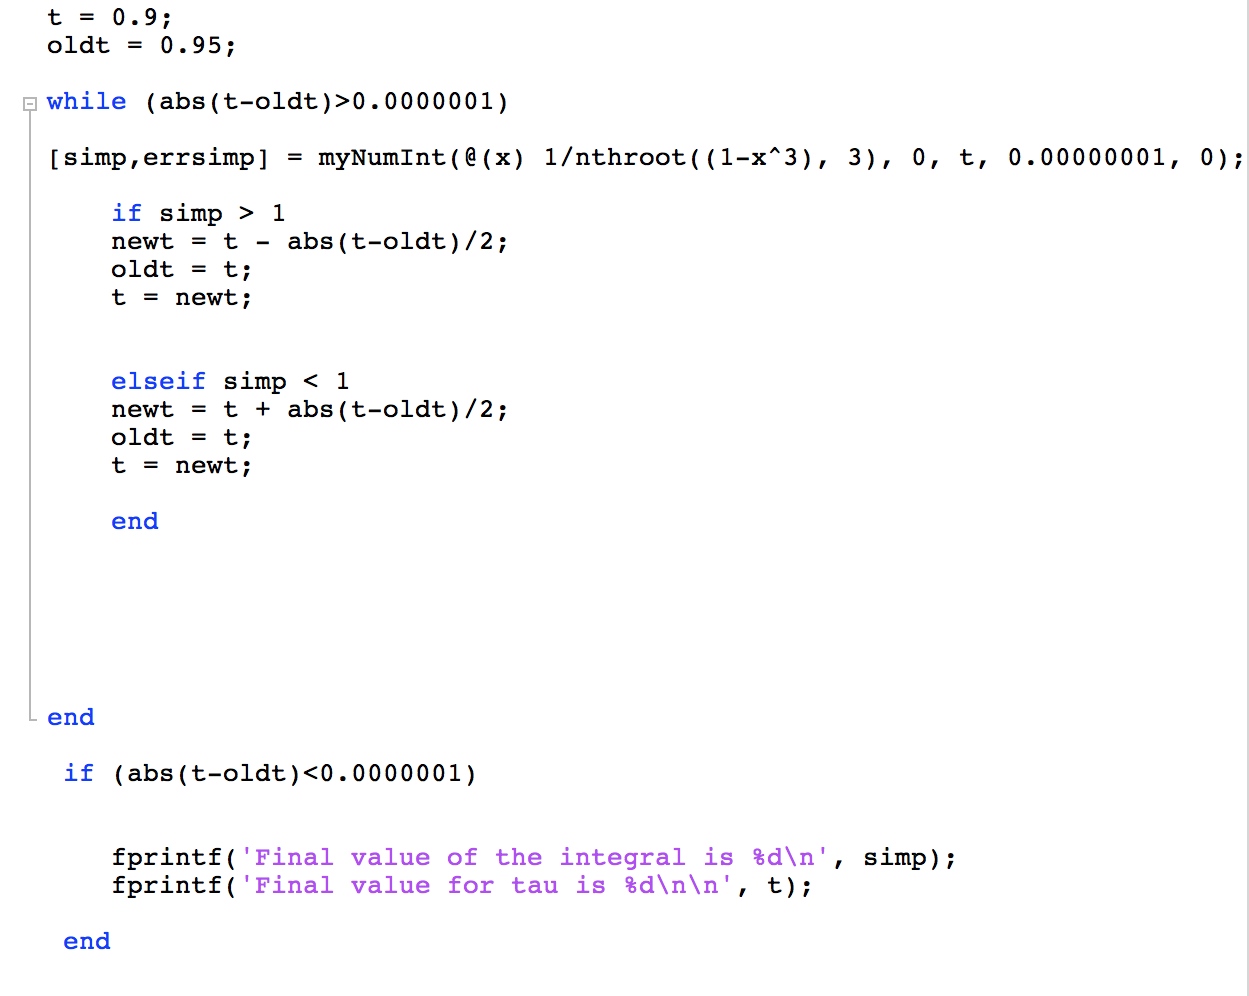 t = 0.9;
oldt = 0.95;
while (abs(t-oldt)>0.0000001)
[simp,errsimp] = myNumInt(@(x) 1/nthroot((1-x^3), 3), 0, t, 0.00000001, 0);
if simp > 1
newt = t - abs(t-oldt)/2;
oldt = t;
t = newt;
elseif simp < 1
newt = t + abs(t-oldt)/2;
oldt = t;
t = newt;
end
end
if (abs(t-oldt)<0.0000001)
fprintf('Final value of the integral is %d\n', simp);
fprintf('Final value for tau is %d\n\n', t);
end